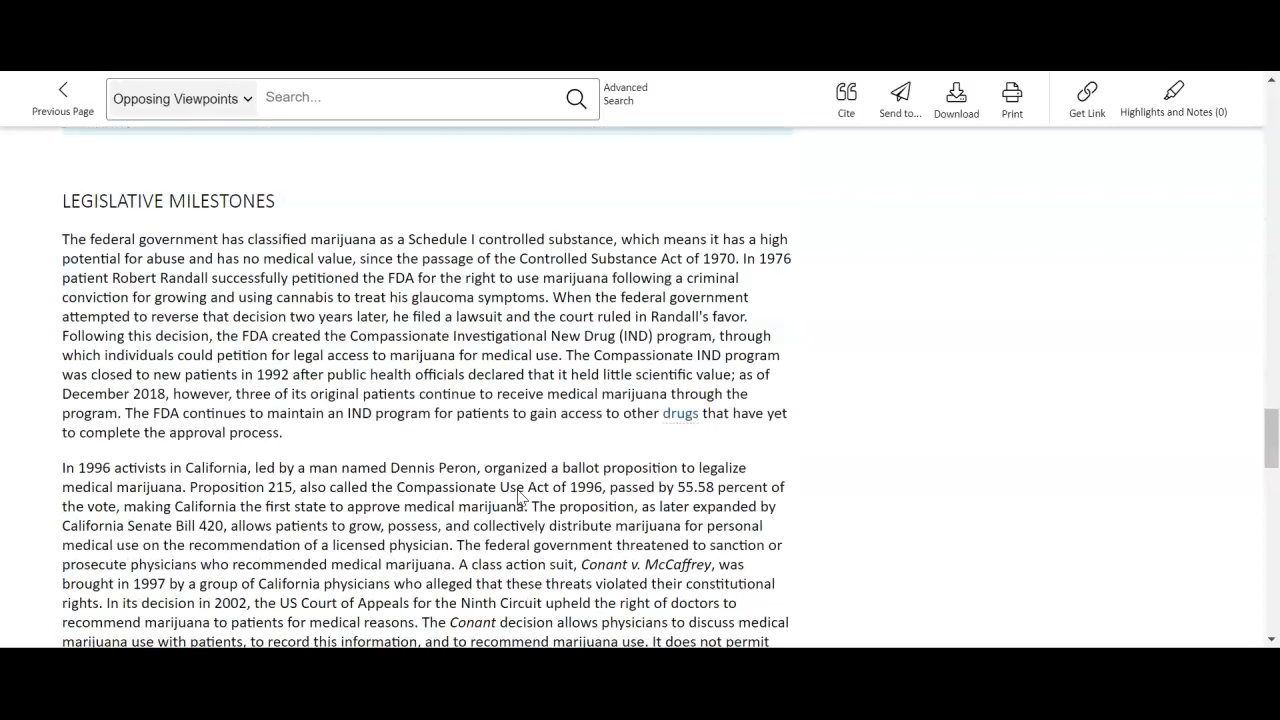 Previous Page
Opposing Viewpoints
Search...
Advanced
Search
Cite
Send to...
Download
Print
Get Link
Highlights and Notes (0)
LEGISLATIVE MILESTONES
The federal government has classified marijuana as a Schedule I controlled substance, which means it has a high
potential for abuse and has no medical value, since the passage of the Controlled Substance Act of 1970. In 1976
patient Robert Randall successfully petitioned the FDA for the right to use marijuana following a criminal
conviction for growing and using cannabis to treat his glaucoma symptoms. When the federal government
attempted to reverse that decision two years later, he filed a lawsuit and the court ruled in Randall's favor.
Following this decision, the FDA created the Compassionate Investigational New Drug (IND) program, through
which individuals could petition for legal access to marijuana for medical use. The Compassionate IND program
was closed to new patients in 1992 after public health officials declared that it held little scientific value; as of
December 2018, however, three of its original patients continue to receive medical marijuana through the
program. The FDA continues to maintain an IND program for patients to gain access to other drugs that have yet
to complete the approval process.
In 1996 activists in California, led by a man named Dennis Peron, organized a ballot proposition to legalize
medical marijuana. Proposition 215, also called the Compassionate Use Act of 1996, passed by 55.58 percent of
the vote, making California the first state to approve medical marijuana. The proposition, as later expanded by
California Senate Bill 420, allows patients to grow, possess, and collectively distribute marijuana for personal
medical use on the recommendation of a licensed physician. The federal government threatened to sanction or
prosecute physicians who recommended medical marijuana. A class action suit, Conant v. McCaffrey, was
brought in 1997 by a group of California physicians who alleged that these threats violated their constitutional
rights. In its decision in 2002, the US Court of Appeals for the Ninth Circuit upheld the right of doctors to
recommend marijuana to patients for medical reasons. The Conant decision allows physicians to discuss medical
marijuana use with patients, to record this information, and to recommend marijuana use. It does not permit